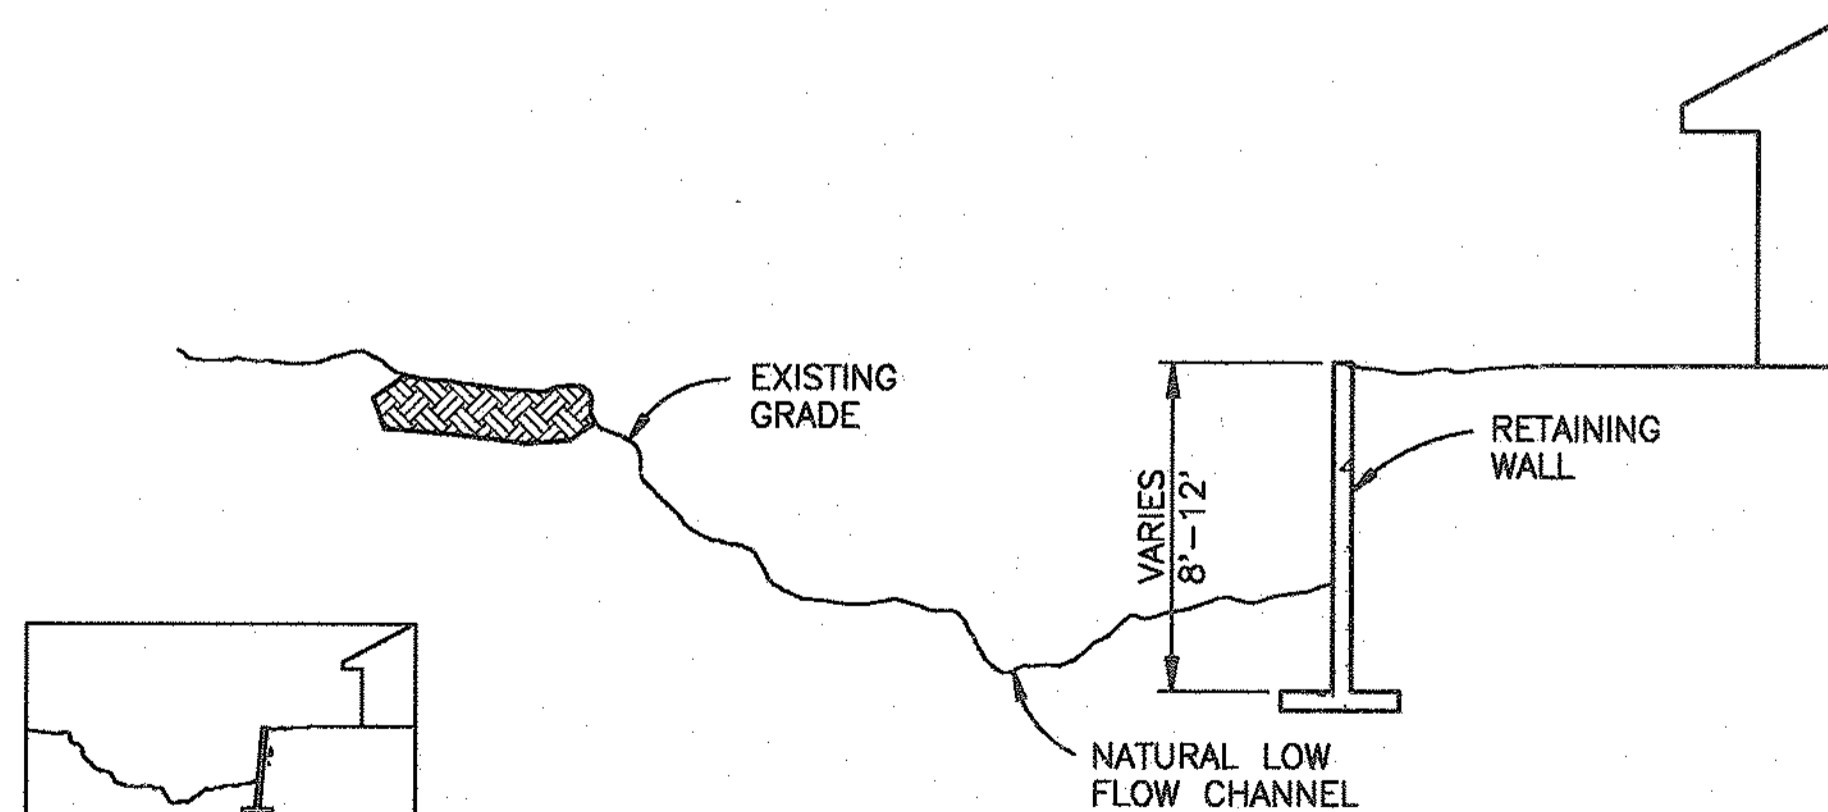 EXISTING
GRADE
VARIES
8'-12'
RETAINING
WALL
NATURAL LOW
FLOW CHANNEL